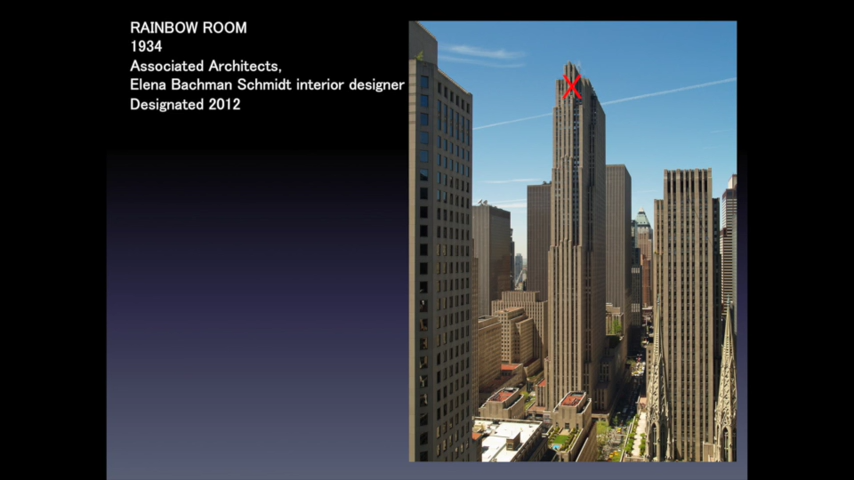 RAINBOW ROOM
1934
Associated Architects,
Elena Bachman Schmidt interior designer
Designated 2012